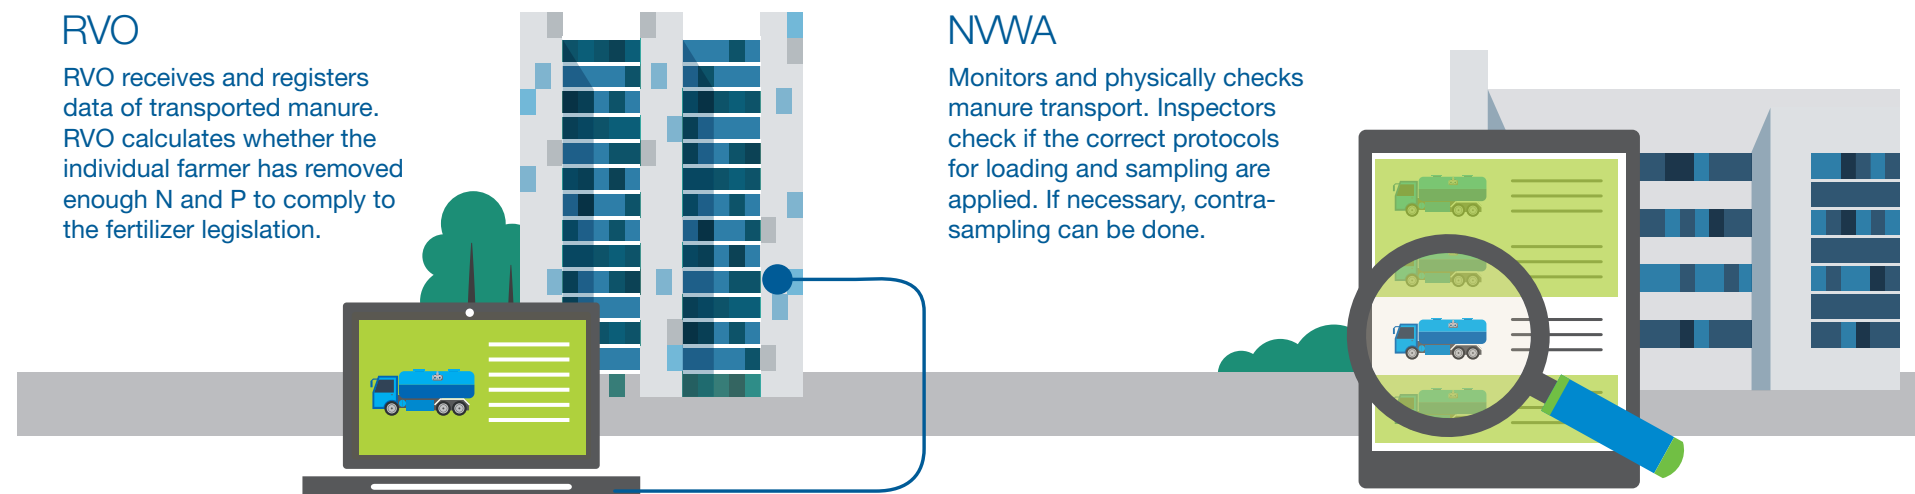 RVO
RVO receives and registers
data of transported manure.
RVO calculates whether the
individual farmer has removed
enough N and P to comply to
the fertilizer legislation.
NVWA
Monitors and physically checks
manure transport. Inspectors
check if the correct protocols
for loading and sampling are
applied. If necessary, contra-
sampling can be done.